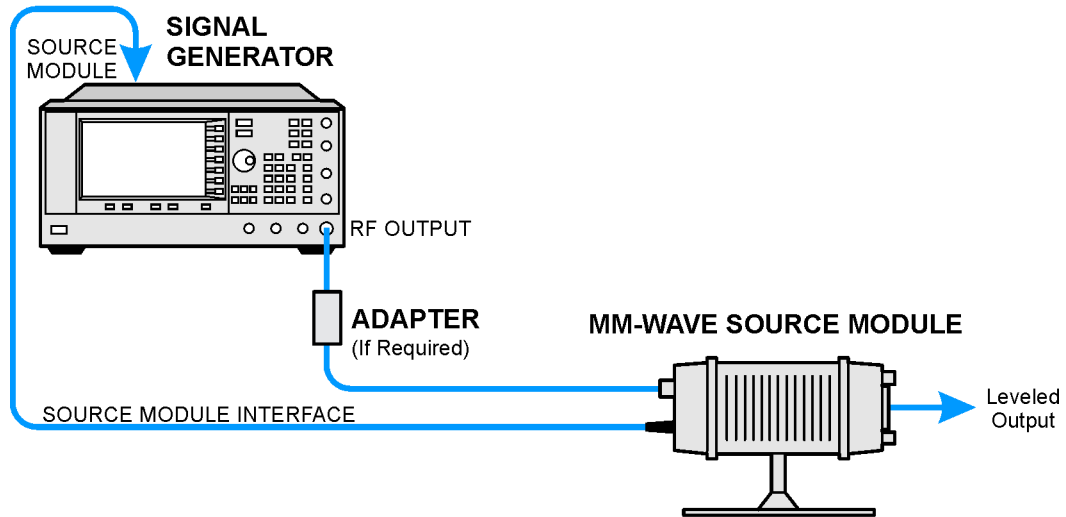 SIGNAL
GENERATOR
SOURCE
MODULE
RF OUTPUT
ADAPTER
(If Required)
MM-WAVE SOURCE MODULE
SOURCE MODULE INTERFACE
Leveled
Output